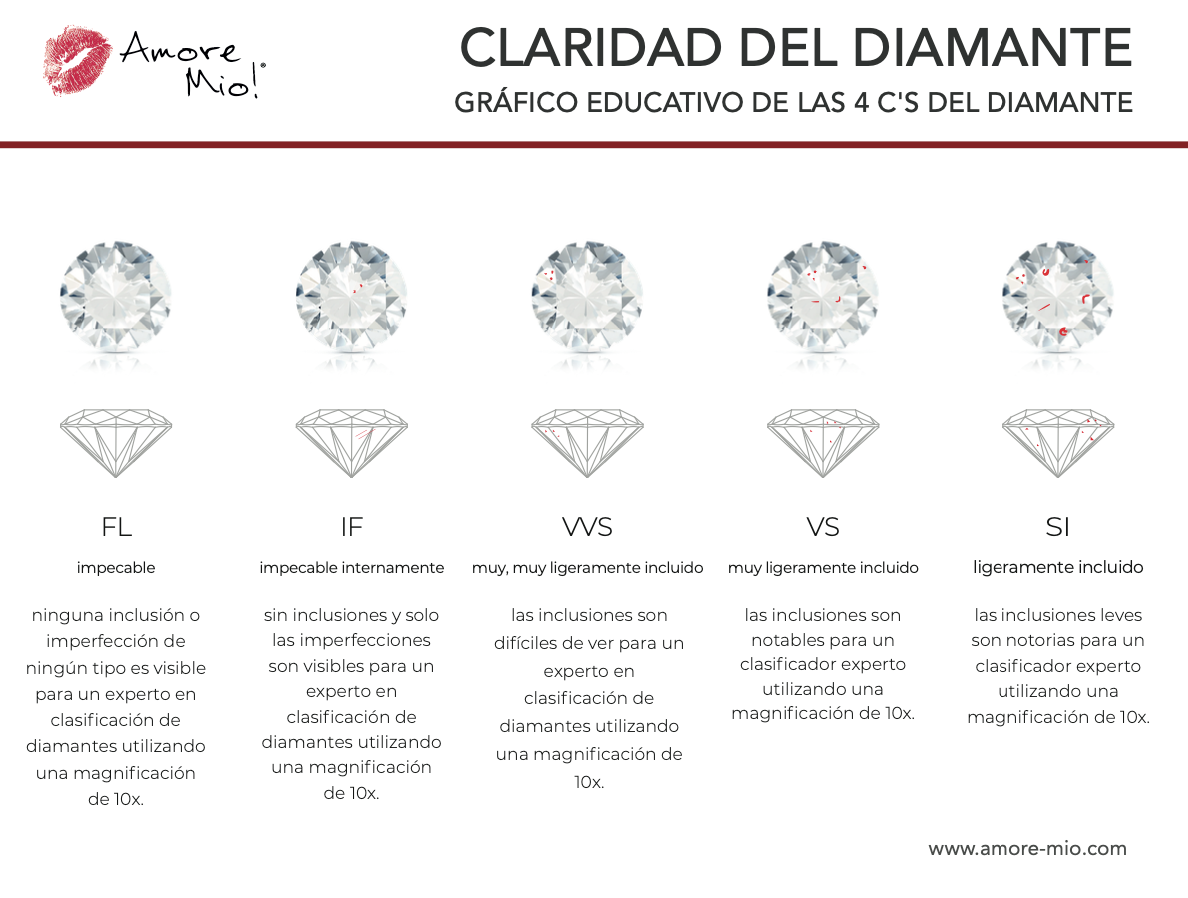 Amore
Mio!®
CLARIDAD DEL DIAMANTE
GRÁFICO EDUCATIVO DE LAS 4 C'S DEL DIAMANTE
FL
impecable
ninguna inclusión o
imperfección de
ningún tipo es visible
para un experto en
clasificación de
diamantes utilizando
una magnificación
de 10x.
IF
impecable internamente
sin inclusiones y solo
las imperfecciones
son visibles para un
experto en
clasificación de
diamantes utilizando
una magnificación
de 10x.
VVS
muy, muy ligeramente incluido
las inclusiones son
difíciles de ver para un
experto en
clasificación de
diamantes utilizando
una magnificación de
10x.
VS
muy ligeramente incluido
las inclusiones son
notables para un
clasificador experto
utilizando una
magnificación de 10x.
SI
ligeramente incluido
las inclusiones leves
son notorias para un
clasificador experto
utilizando una
magnificación de 10x.
www.amore-mio.com